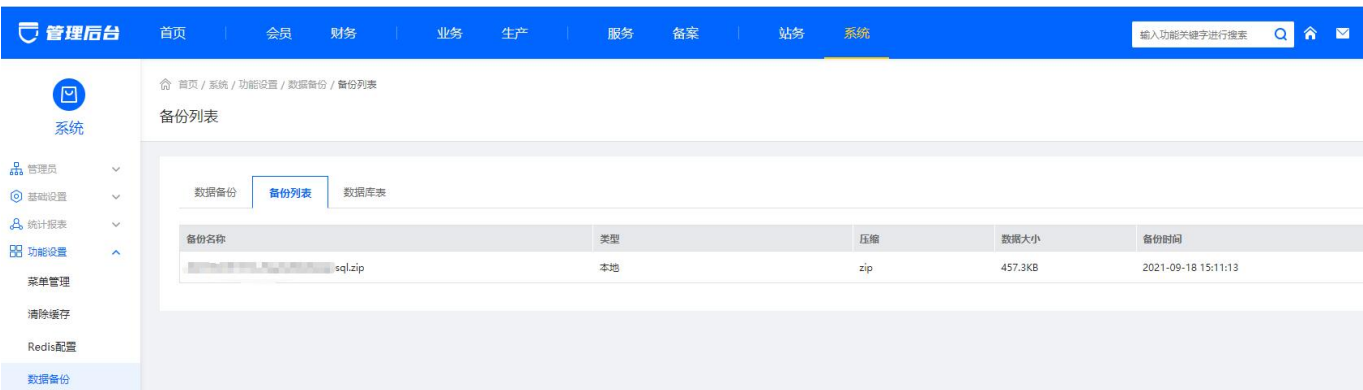 管理后台 首页 会员 财务 业务 生产 服务 备案 站务 系统 输入功能关键字进行搜索
首页 / 系统 / 功能设置 / 数据备份 / 备份列表
备份列表
系统
管理员
基础设置
统计报表
功能设置
菜单管理
清除缓存
Redis配置
数据备份
数据备份 备份列表 数据库表
备份名称 类型 压缩 数据大小 备份时间
sql.zip 本地 zip 457.3KB 2021-09-18 15:11:13